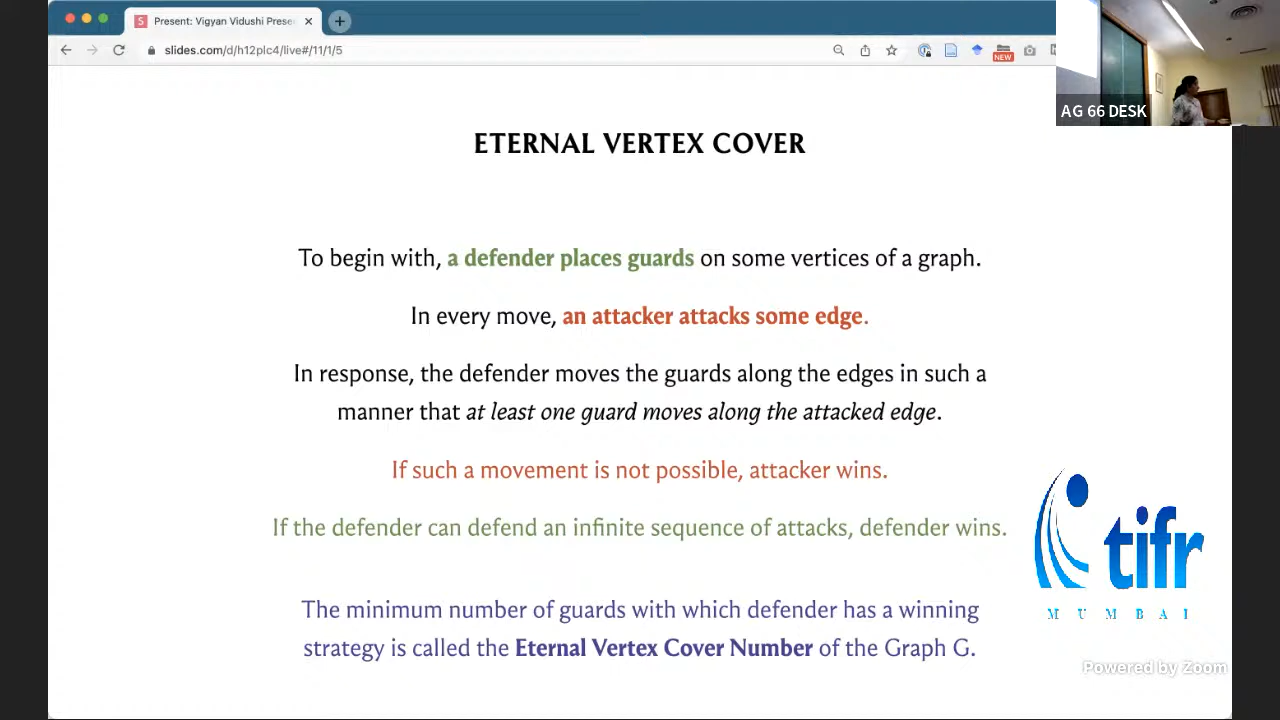 Present: Vigyan Vidushi Prese
slides.com/d/h12plc4/live#/11/1/5
NEW
AG 66 DESK
ETERNAL VERTEX COVER
To begin with, a defender places guards on some vertices of a graph.
In every move, an attacker attacks some edge.
In response, the defender moves the guards along the edges in such a
manner that at least one guard moves along the attacked edge.
If such a movement is not possible, attacker wins.
If the defender can defend an infinite sequence of attacks, defender wins.
The minimum number of guards with which defender has a winning
strategy is called the Eternal Vertex Cover Number of the Graph G.
tifr
MUMBAI
Powered by Zoom